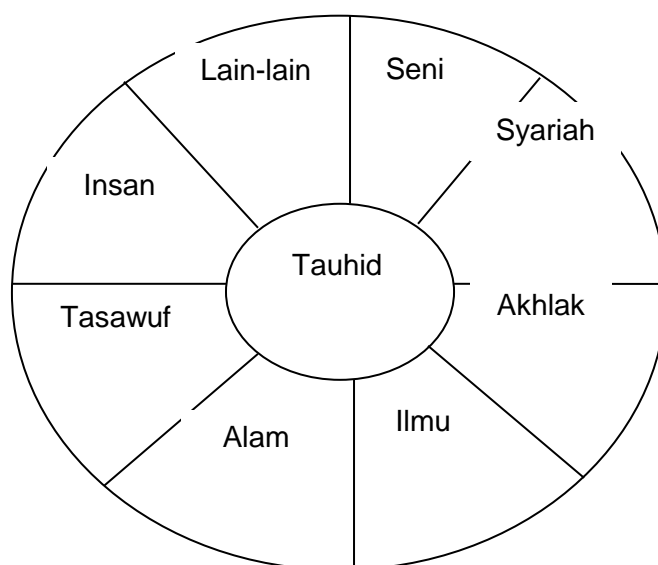 Lain-lain
Seni
Syariah
Insan
Tauhid
Tasawuf
Akhlak
Alam
Ilmu